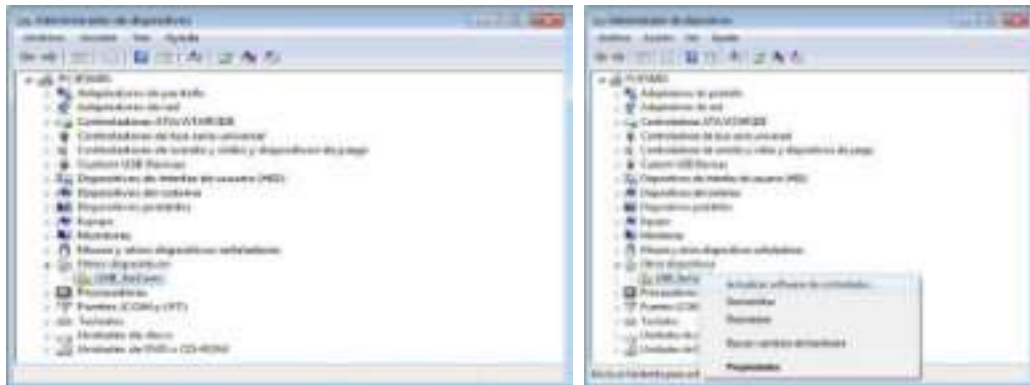 Administrador de dispositivos
Archivo Acción Ver Ayuda
Adaptadores de pantalla
Adaptadores de red
Controladoras ATA/ATAPI IDE
Controladoras de bus serie universal
Controladoras de sonido y vídeo y dispositivos de juego
Custom USB Devices
Dispositivos de interfaz de usuario (HID)
Dispositivos del sistema
Dispositivos portátiles
Equipo
Monitores
Mouse y otros dispositivos señaladores
Otros dispositivos
Procesadores
Puertos (COM y LPT)
Teclados
Unidades de disco
Unidades de DVD o CD-ROM
Administrador de dispositivos
Archivo Acción Ver Ayuda
Adaptadores de pantalla
Adaptadores de red
Controladoras ATA/ATAPI IDE
Controladoras de bus serie universal
Controladoras de sonido y vídeo y dispositivos de juego
Custom USB Devices
Dispositivos de interfaz de usuario (HID)
Dispositivos del sistema
Dispositivos portátiles
Equipo
Monitores
Mouse y otros dispositivos señaladores
Otros dispositivos
Actualizar software de controlador...
Deshabilitar
Desinstalar
Buscar cambios de hardware
Propiedades
Procesadores
Puertos (COM
Teclados
Unidades de
Unidades de